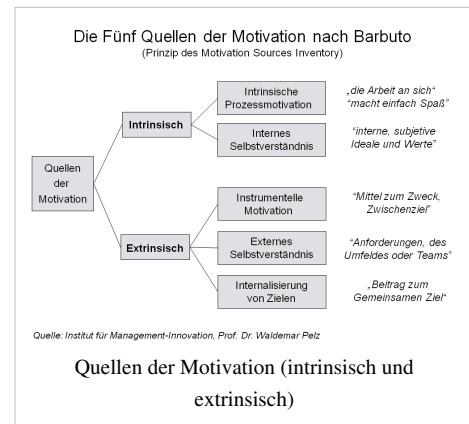 Die Fünf Quellen der Motivation nach Barbuto
(Prinzip des Motivation Sources Inventory)
Quellen
der
Motivation
Intrinsisch
Intrinsische
Prozessmotivation
„die Arbeit an sich“
“macht einfach Spaß”
Internes
Selbstverständnis
“interne, subjetive
Ideale und Werte”
Extrinsisch
Instrumentelle
Motivation
“Mittel zum Zweck,
Zwischenziel”
Externes
Selbstverständnis
“Anforderungen, des
Umfeldes oder Teams”
Internalisierung
von Zielen
„Beitrag zum
Gemeinsamen Ziel“
Quelle: Institut für Management-Innovation, Prof. Dr. Waldemar Pelz
Quellen der Motivation (intrinsisch und
extrinsisch)